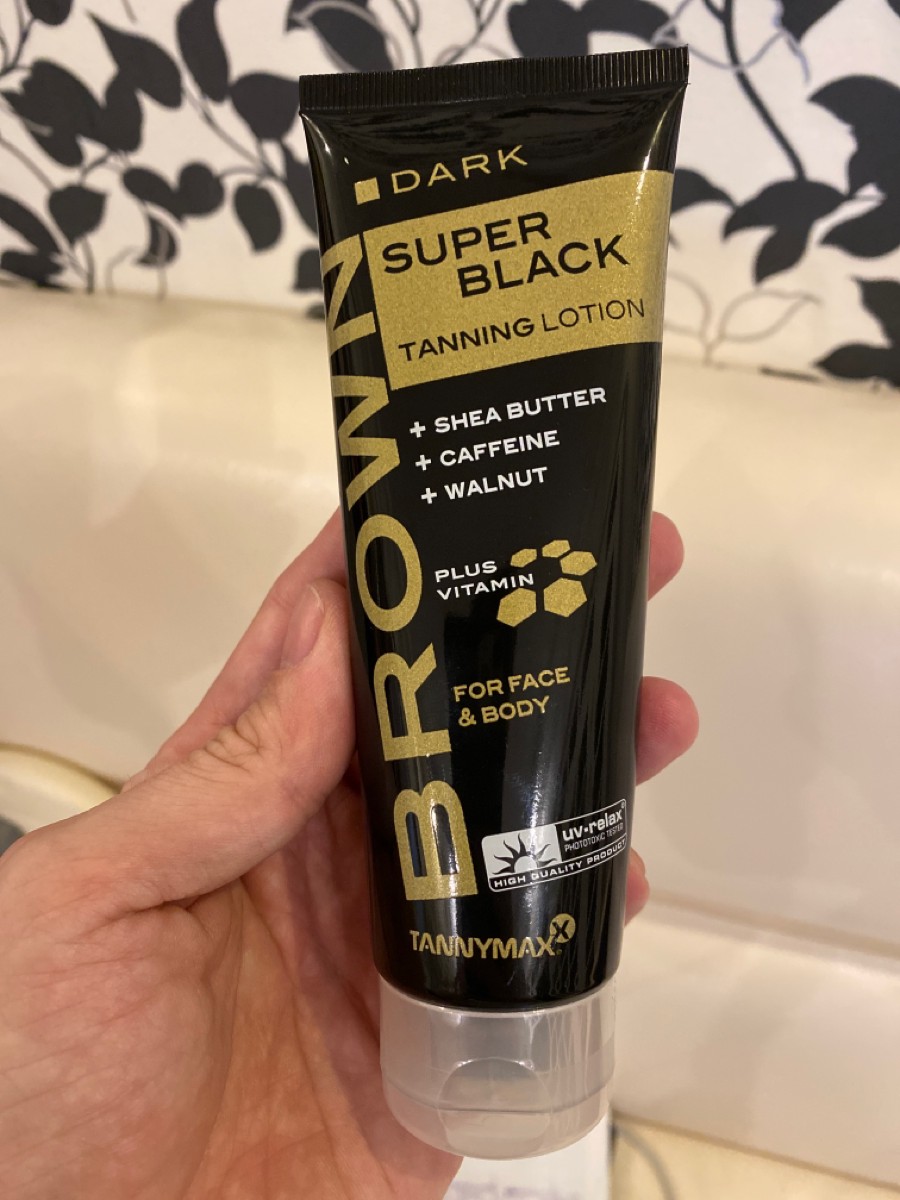 DARK
BROWN
SUPER
BLACK
TANNING LOTION
+ SHEA BUTTER
+ CAFFEINE
+ WALNUT
PLUS
VITAMIN
FOR FACE
& BODY
uv-relax®
PHOTOTOXIC TESTED
HIGH QUALITY PRODUCT
TANNYMAXX®